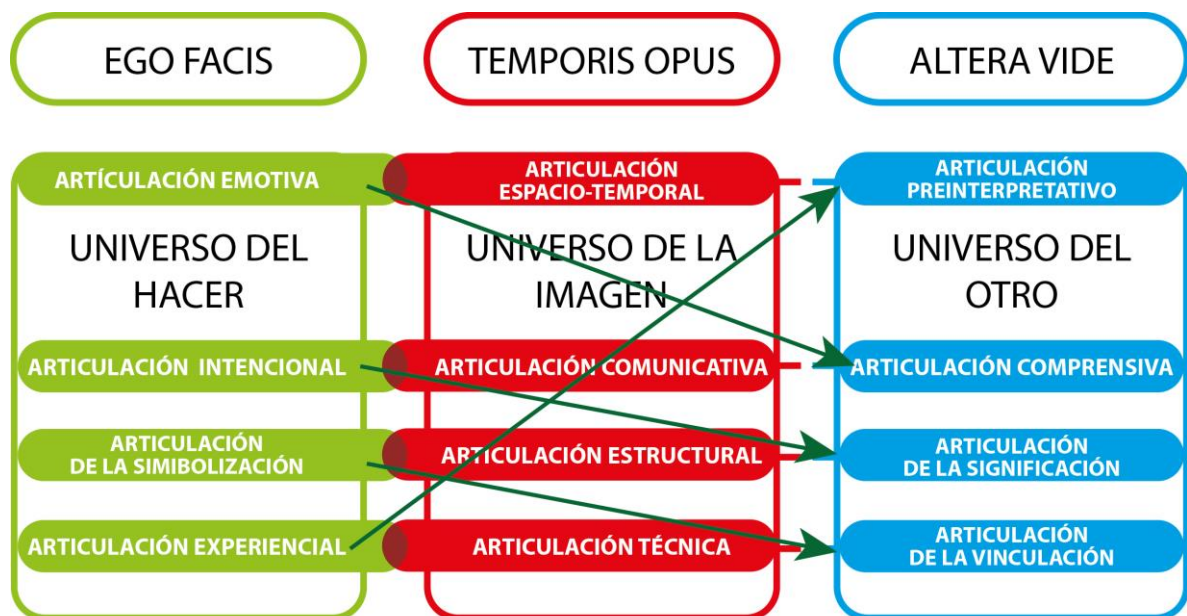 EGO FACIS
TEMPORIS OPUS
ALTERA VIDE
ARTÍCULACIÓN EMOTIVA
ARTICULACIÓN
ESPACIO-TEMPORAL
ARTICULACIÓN
PREINTERPRETATIVO
UNIVERSO DEL
HACER
UNIVERSO DE LA
IMAGEN
UNIVERSO DEL
OTRO
ARTICULACIÓN INTENCIONAL
ARTICULACIÓN COMUNICATIVA
ARTICULACIÓN COMPRENSIVA
ARTICULACIÓN
DE LA SIMIBOLIZACIÓN
ARTICULACIÓN ESTRUCTURAL
ARTICULACIÓN
DE LA SIGNIFICACIÓN
ARTICULACIÓN EXPERIENCIAL
ARTICULACIÓN TÉCNICA
ARTICULACIÓN
DE LA VINCULACIÓN